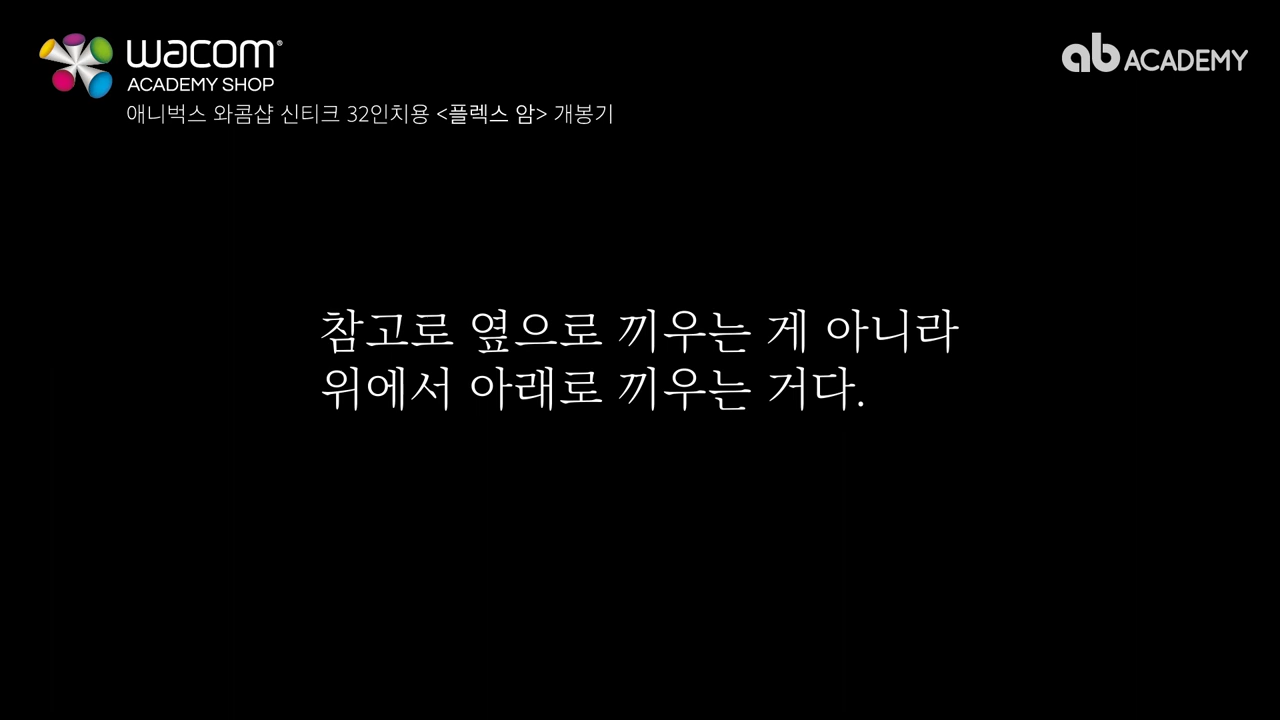 wacom®
ACADEMY SHOP
애니벅스 와콤샵 신티크 32인치용 <플렉스 암> 개봉기
ab ACADEMY
참고로 옆으로 끼우는 게 아니라
위에서 아래로 끼우는 거다.